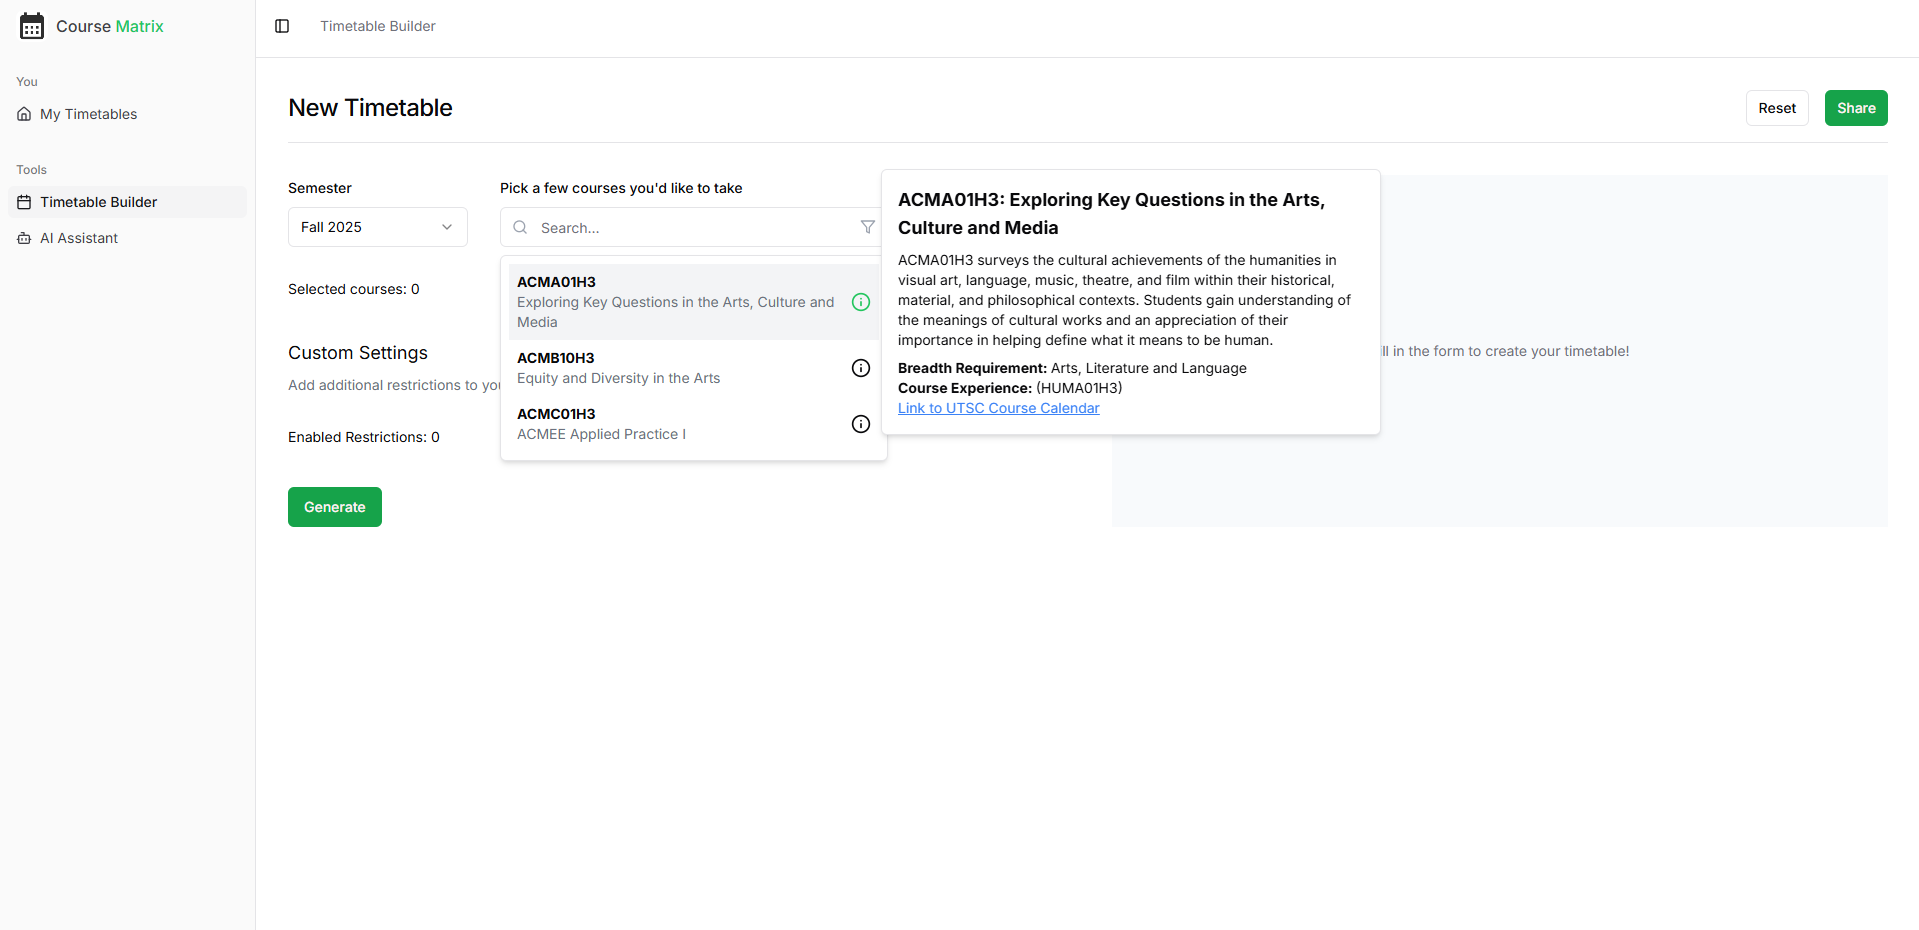 Course Matrix
You
My Timetables
Tools
Timetable Builder
AI Assistant
Timetable Builder
New Timetable
Reset
Share
Semester
Fall 2025
Selected courses: 0
Custom Settings
Add additional restrictions to
Enabled Restrictions: 0
Generate
Pick a few courses you'd like to take
Search...
ACMA01H3
Exploring Key Questions in the Arts, Culture and
Media
ACMB10H3
Equity and Diversity in the Arts
ACMC01H3
ACMEE Applied Practice I
ACMA01H3: Exploring Key Questions in the Arts,
Culture and Media
ACMA01H3 surveys the cultural achievements of the humanities in
visual art, language, music, theatre, and film within their historical,
material, and philosophical contexts. Students gain understanding of
the meanings of cultural works and an appreciation of their
importance in helping define what it means to be human.
Breadth Requirement: Arts, Literature and Language
Course Experience: (HUMA01H3)
Link to UTSC Course Calendar
in the form to create your timetable!